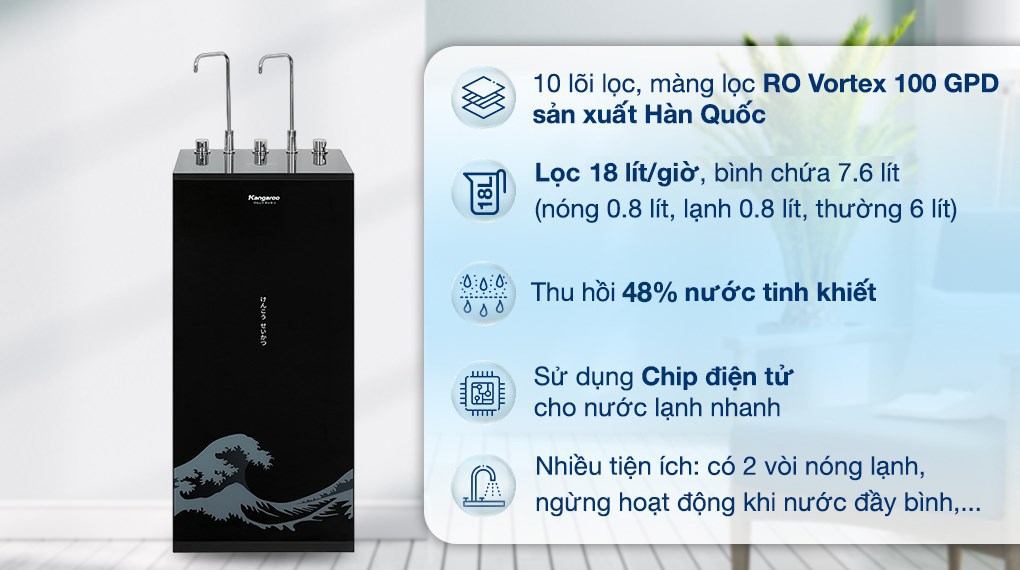 Kangaroo
けんこう せいかつ
10 lõi lọc, màng lọc RO Vortex 100 GPD
sản xuất Hàn Quốc
18L
Lọc 18 lít/giờ, bình chứa 7.6 lít
(nóng 0.8 lít, lạnh 0.8 lít, thường 6 lít)
Thu hồi 48% nước tinh khiết
Sử dụng Chip điện tử
cho nước lạnh nhanh
Nhiều tiện ích: có 2 vòi nóng lạnh,
ngừng hoạt động khi nước đầy bình,...